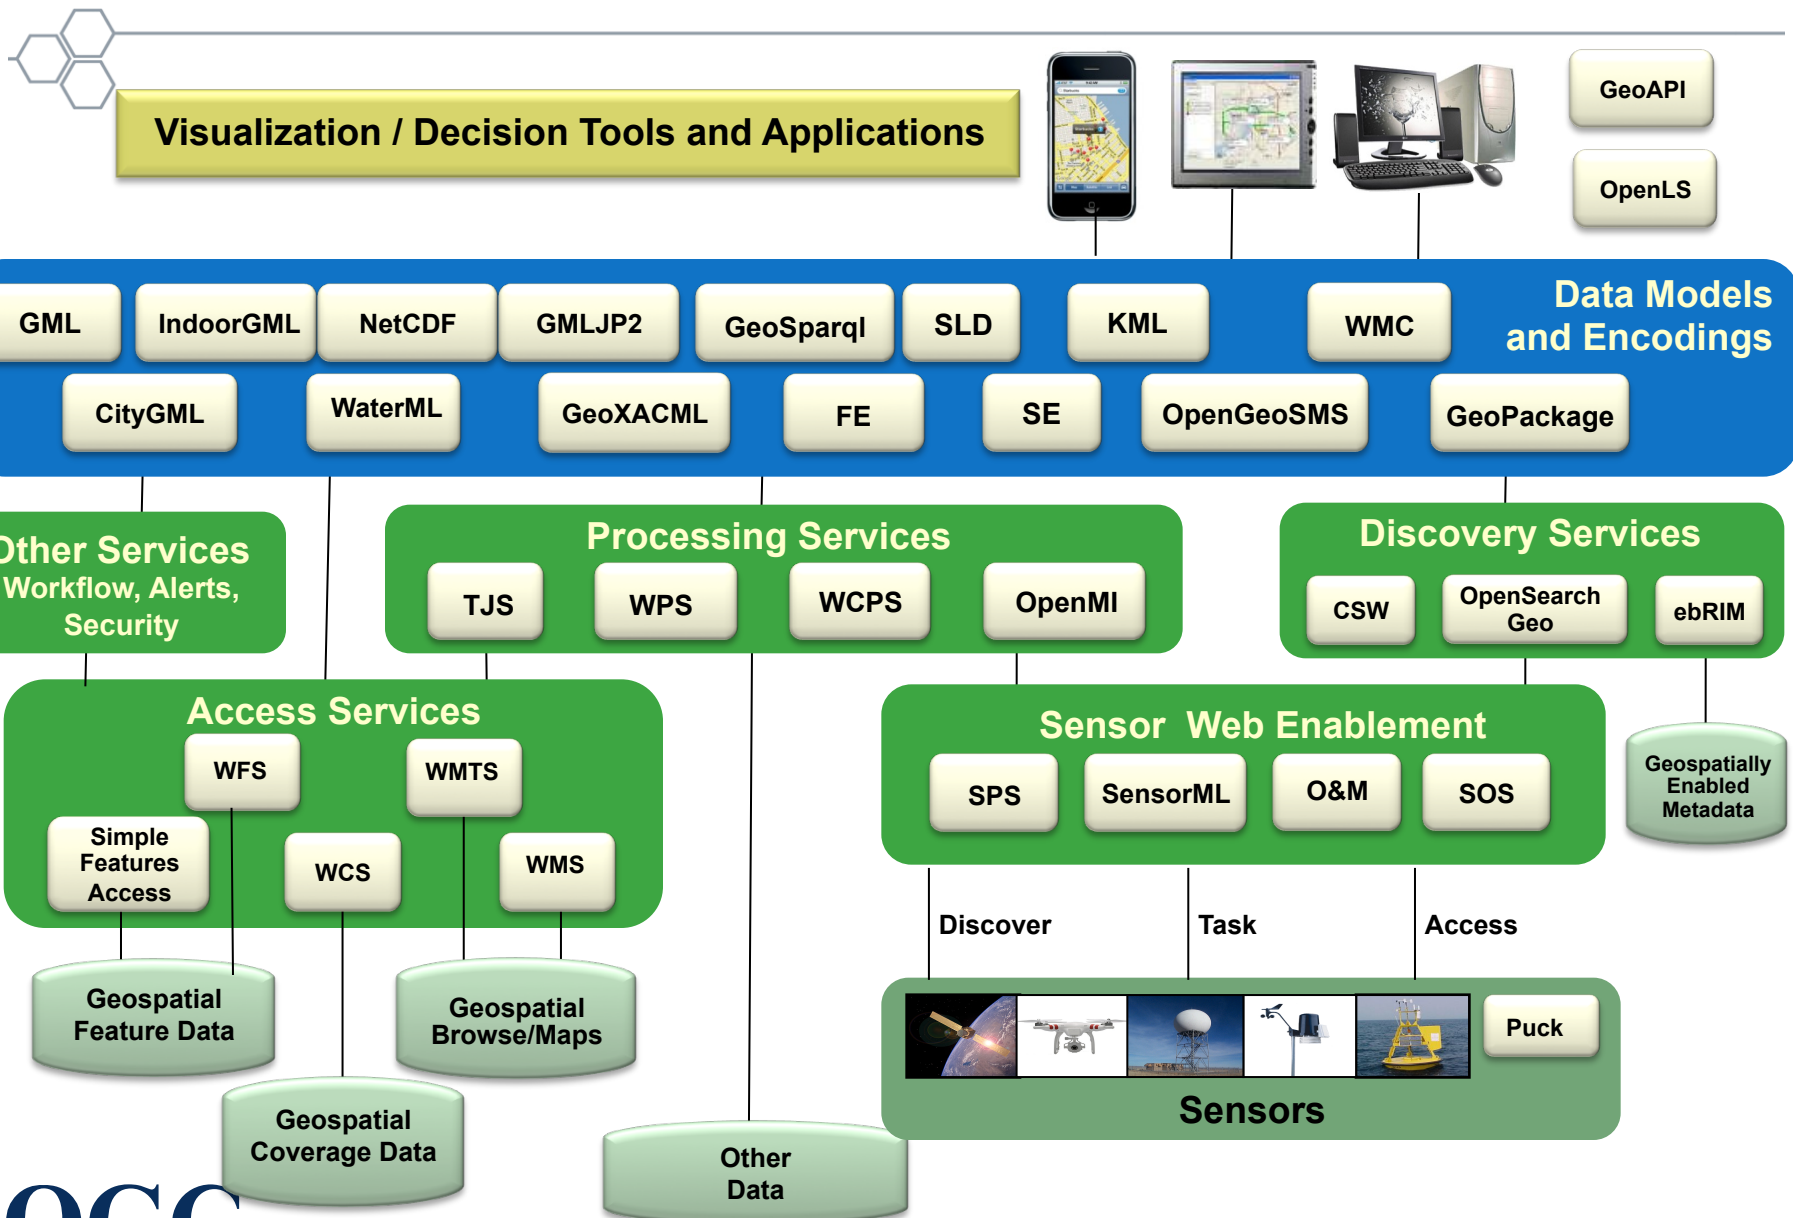 Visualization / Decision Tools and Applications
GeoAPI
OpenLS
Data Models
and Encodings
GML
IndoorGML
NetCDF
GMLJP2
GeoSparql
SLD
KML
WMC
CityGML
WaterML
GeoXACML
FE
SE
OpenGeoSMS
GeoPackage
Other Services
Workflow, Alerts,
Security
Processing Services
TJS
WPS
WCPS
OpenMI
Discovery Services
CSW
OpenSearch
Geo
ebRIM
Access Services
WFS
WMTS
Simple
Features
Access
WCS
WMS
Sensor Web Enablement
SPS
SensorML
O&M
SOS
Geospatially
Enabled
Metadata
Discover
Task
Access
Geospatial
Feature Data
Geospatial
Browse/Maps
Geospatial
Coverage Data
Other
Data
Puck
Sensors
OGC